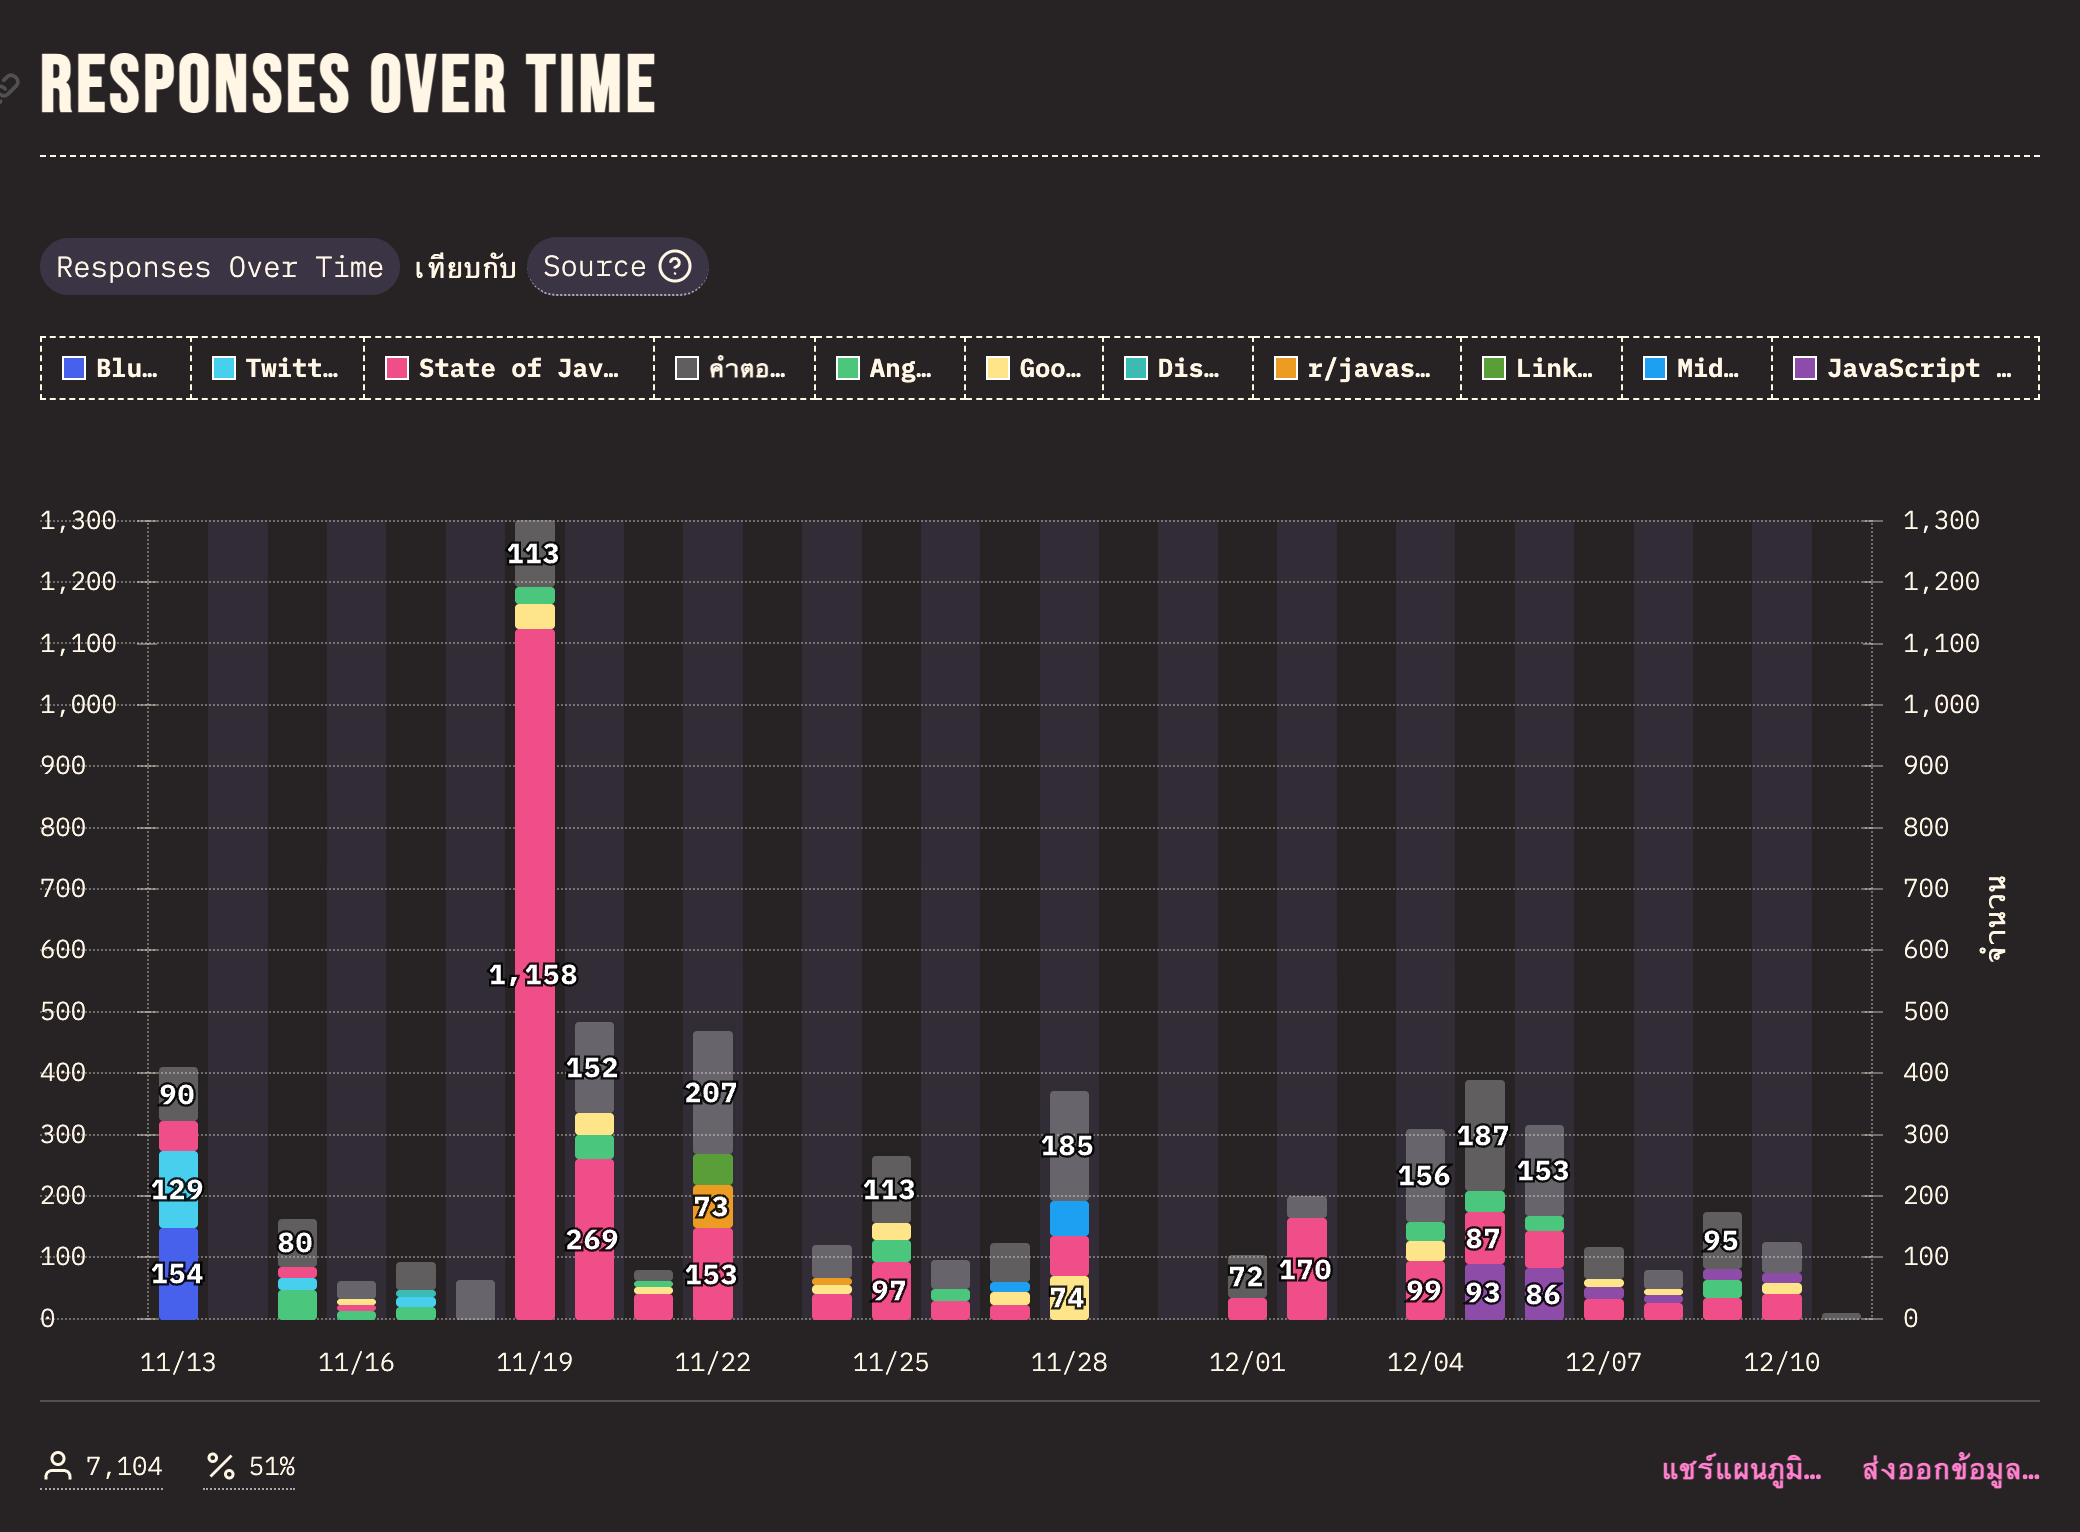 RESPONSES OVER TIME
Responses Over Time เทียบกับ Source ?
Blu… Twitt… State of Jav… คำตอ… Ang… Goo… Dis… r/javas… Link… Mid… JavaScript …
1,300 1,300
113
1,200 1,200
1,100 1,100
1,000 1,000
900 900
800 800
700 700
จำนวน
600 600
1,158
500 500
400 152 400
90 207
300 185 187 300
129 113 156 153
200 73 200
80 269 87 95
100 154 153 97 74 72 170 99 93 86 100
0 0
11/13 11/16 11/19 11/22 11/25 11/28 12/01 12/04 12/07 12/10
7,104 51% แชร์แผนภูมิ… ส่งออกข้อมูล…